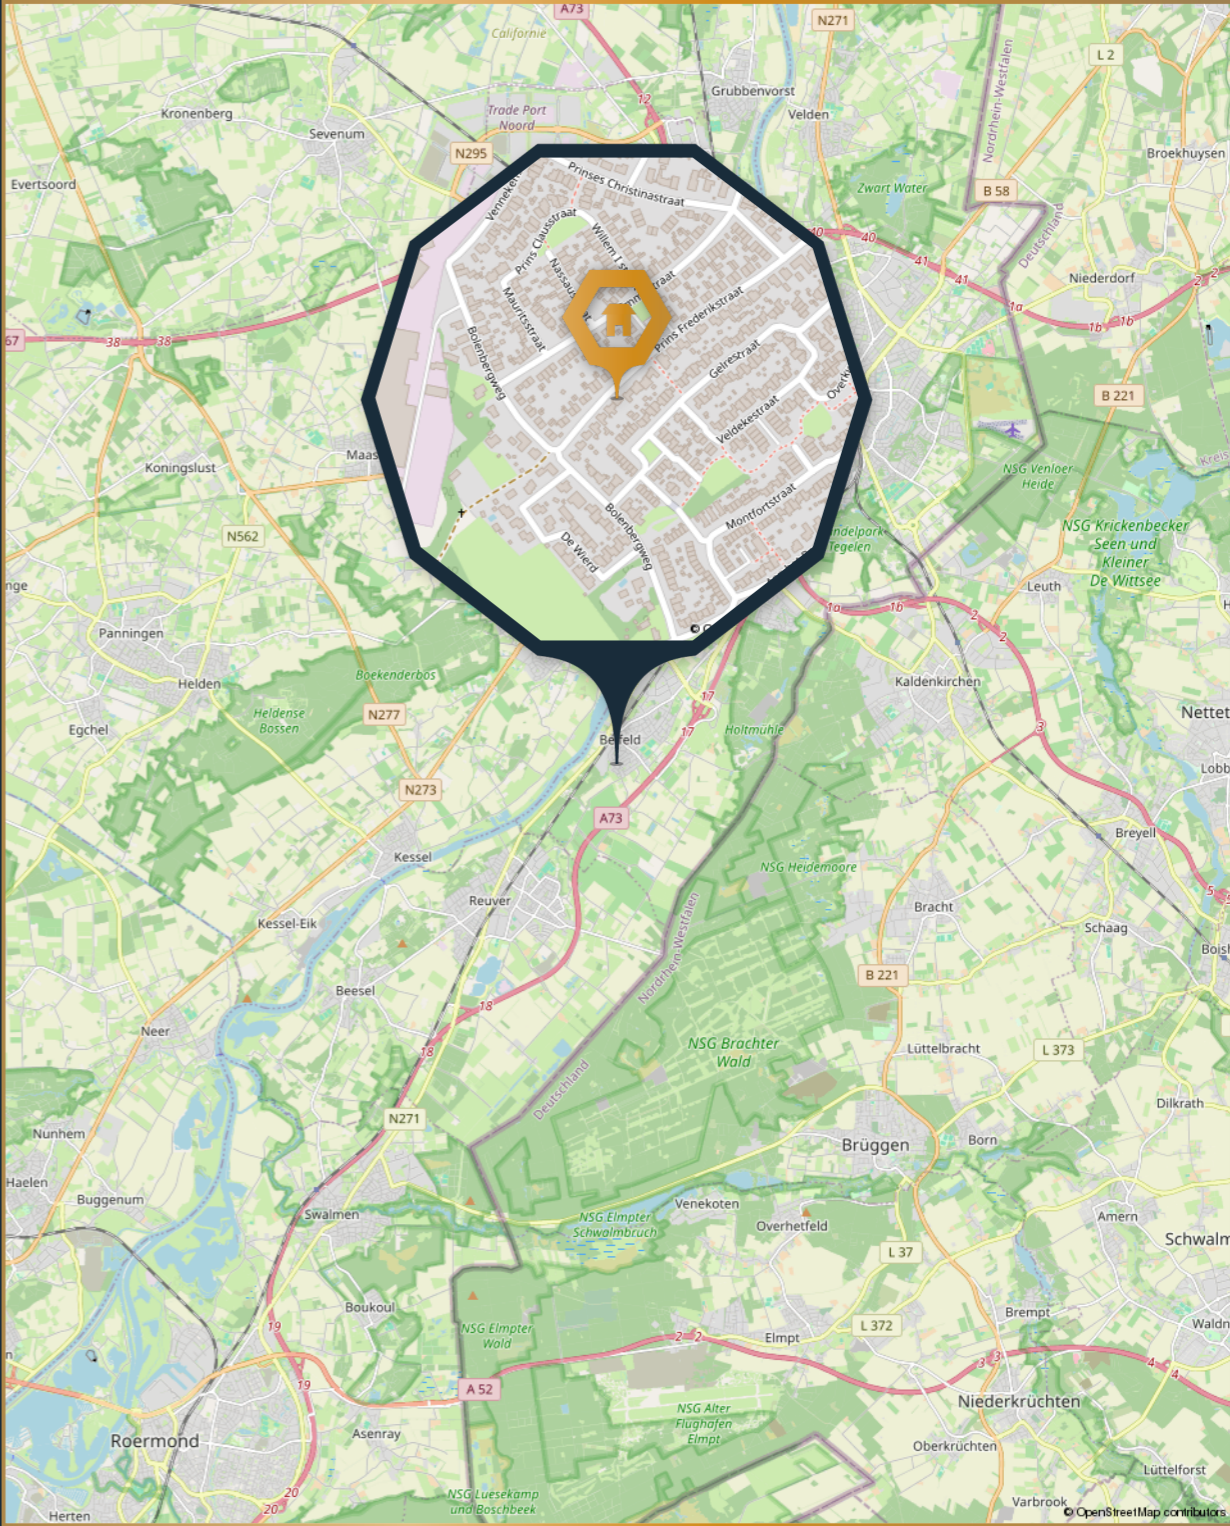 A73
N271
Californie
L 2
Nordrhein-Westfalen
Grubbenvorst
12
Kronenberg
Trade Port
Noord
Velden
Sevenum
N295
Broekhuysen
Evertsoord
Zwart Water
B 58
Prinses Christinastraat
Prins Clausstraat
Deutschland
40
40
41
41
Niederdorf
2
2
1a
1b
1b
67
38
38
Mauritsstraat
Prins Frederikstraat
Bolenbergweg
Gelrestraat
B 221
Veldekestraat
Koningslust
NSG Venloer
Heide
Montfortstraat
Bolenbergweg
De Wierd
N562
NSG Krickenbecker
Seen und
Kleiner
De Wittsee
Tegelen
Leuth
1a
1b
2
2
Panningen
Helden
Boekenderbos
Kaldenkirchen
17
N277
Heldense
Bossen
Egchel
17
Holtmühle
3
Belfeld
N273
A73
Breyell
Kessel
NSG Heidemoore
5
Reuver
Bracht
Kessel-Eik
Schaag
Nordrhein-Westfalen
B 221
Beesel
18
Neer
18
NSG Brachter
Wald
Lüttelbracht
L 373
Deutschland
N271
Dilkrath
Nunhem
Brüggen
Born
Haelen
Buggenum
Venekoten
Swalmen
NSG Elmpter
Schwalmbruch
Overhetfeld
Amern
L 37
Boukoul
Brempt
19
NSG Elmpter
Wald
2
2
Elmpt
L 372
3
3
4
4
19
A 52
NSG Alter
Flughafen
Elmpt
Niederkrüchten
Roermond
Asenray
Oberkrüchten
Lüttelforst
20
20
NSG Luesekamp
und Boschbeek
Varbrook
Herten
© OpenStreetMap contributors